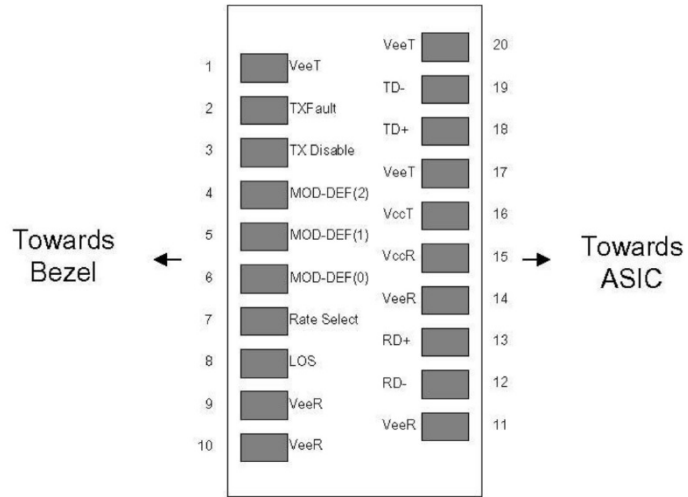 1 VeeT
2 TXFault
3 TX Disable
4 MOD-DEF(2)
5 MOD-DEF(1)
6 MOD-DEF(0)
7 Rate Select
8 LOS
9 VeeR
10 VeeR
VeeT 20
TD- 19
TD+ 18
VeeT 17
VccT 16
VccR 15
VeeR 14
RD+ 13
RD- 12
VeeR 11
Towards
Bezel
Towards
ASIC